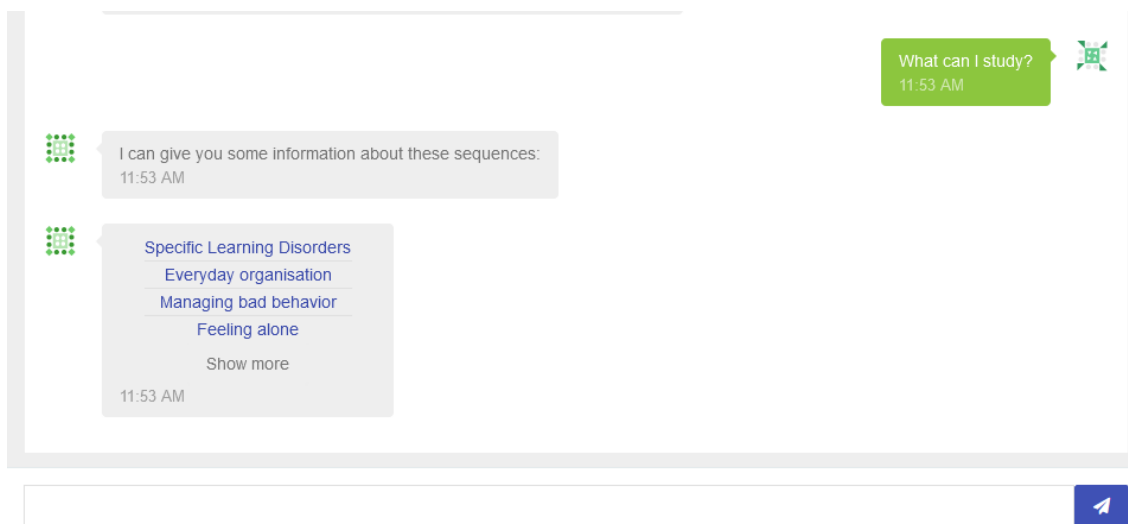 What can I study?
11:53 AM
I can give you some information about these sequences:
11:53 AM
Specific Learning Disorders
Everyday organisation
Managing bad behavior
Feeling alone
Show more
11:53 AM